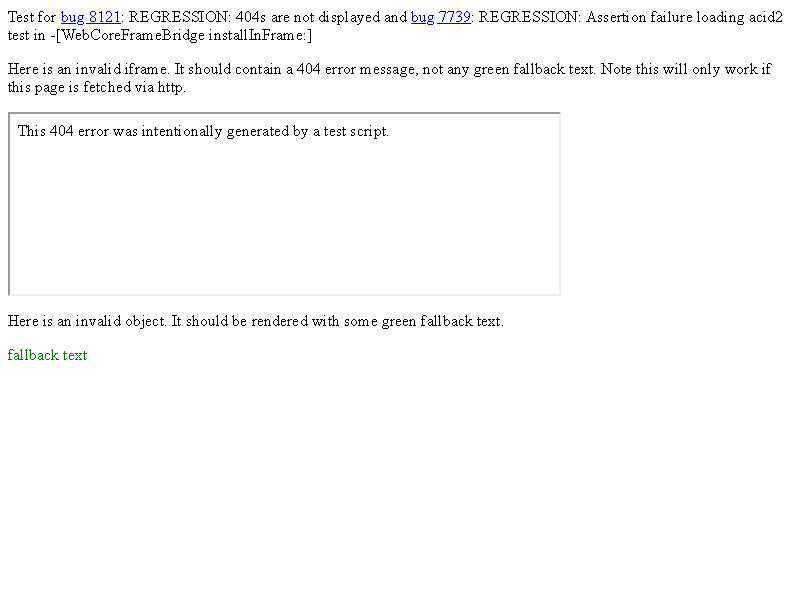 Test for bug 8121: REGRESSION: 404s are not displayed and bug 7739: REGRESSION: Assertion failure loading acid2
test in -[WebCoreFrameBridge installInFrame:]
Here is an invalid iframe. It should contain a 404 error message, not any green fallback text. Note this will only work if
this page is fetched via http.
This 404 error was intentionally generated by a test script.
Here is an invalid object. It should be rendered with some green fallback text.
fallback text